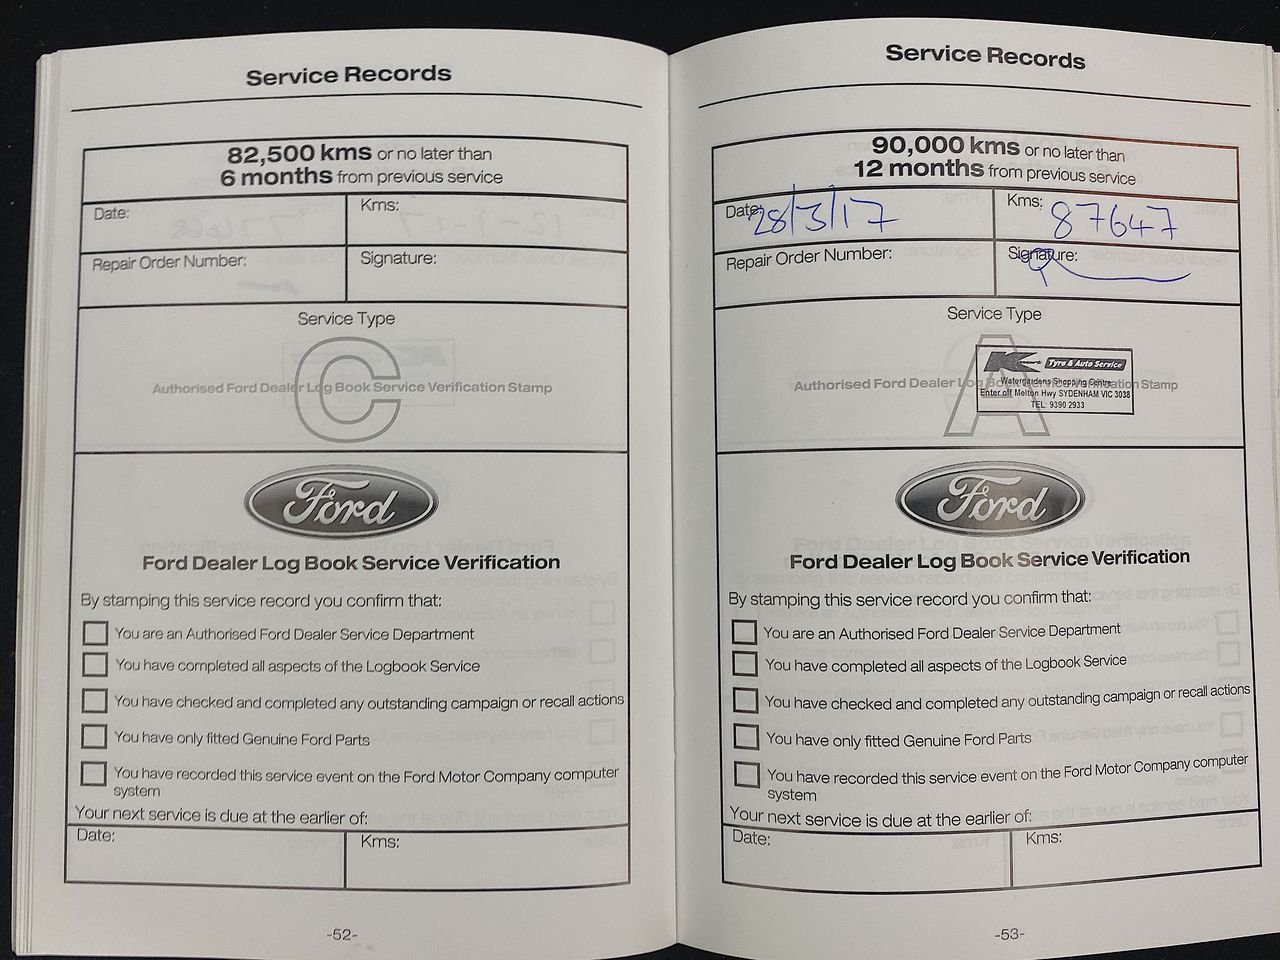 Service Records
82,500 kms or no later than
6 months from previous service
Date:
Kms:
Repair Order Number:
Signature:
Service Type
C
Authorised Ford Dealer Log Book Service Verification Stamp
Ford
Ford Dealer Log Book Service Verification
By stamping this service record you confirm that:
You are an Authorised Ford Dealer Service Department
You have completed all aspects of the Logbook Service
You have checked and completed any outstanding campaign or recall actions
You have only fitted Genuine Ford Parts
You have recorded this service event on the Ford Motor Company computer
system
Your next service is due at the earlier of:
Date:
Kms:
-52-
Service Records
90,000 kms or no later than
12 months from previous service
Date: 28/3/17
Kms: 87647
Repair Order Number:
Signature:
Service Type
A
Authorised Ford Dealer Log Book Service Verification Stamp
Kmart Tyre & Auto Service
Watergardens Shopping Centre
Enter off Melton Hwy SYDENHAM VIC 3038
TEL: 9390 2933
Ford
Ford Dealer Log Book Service Verification
By stamping this service record you confirm that:
You are an Authorised Ford Dealer Service Department
You have completed all aspects of the Logbook Service
You have checked and completed any outstanding campaign or recall actions
You have only fitted Genuine Ford Parts
You have recorded this service event on the Ford Motor Company computer
system
Your next service is due at the earlier of:
Date:
Kms:
-53-